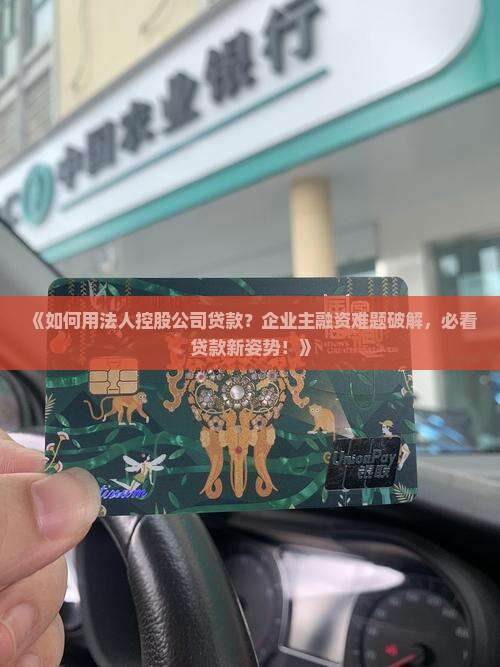 中国农业银行
《如何用法人控股公司贷款？企业主融资难题破解，必看
贷款新姿势！》
UnionPay
银联